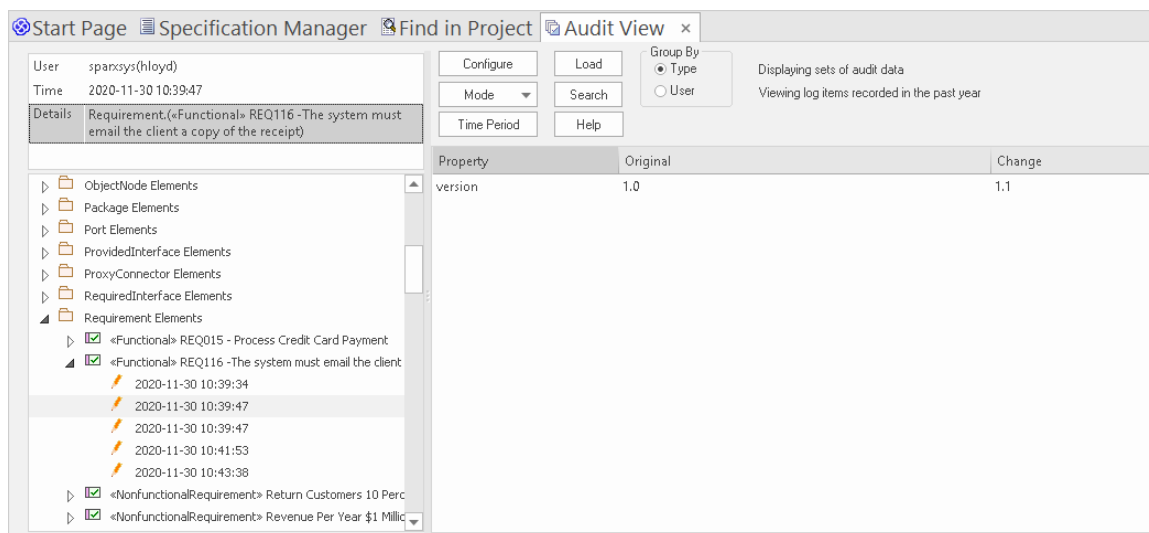 Start Page Specification Manager Find in Project Audit View ×
User sparxsys(hloyd)
Time 2020-11-30 10:39:47
Details Requirement.(«Functional» REQ116 -The system must
email the client a copy of the receipt)
Configure Load
Mode Search
Time Period Help
Group By
Type
User
Displaying sets of audit data
Viewing log items recorded in the past year
Property Original Change
version 1.0 1.1
ObjectNode Elements
Package Elements
Port Elements
ProvidedInterface Elements
ProxyConnector Elements
RequiredInterface Elements
Requirement Elements
«Functional» REQ015 - Process Credit Card Payment
«Functional» REQ116 -The system must email the client
2020-11-30 10:39:34
2020-11-30 10:39:47
2020-11-30 10:39:47
2020-11-30 10:41:53
2020-11-30 10:43:38
«NonfunctionalRequirement» Return Customers 10 Perc
«NonfunctionalRequirement» Revenue Per Year $1 Millic